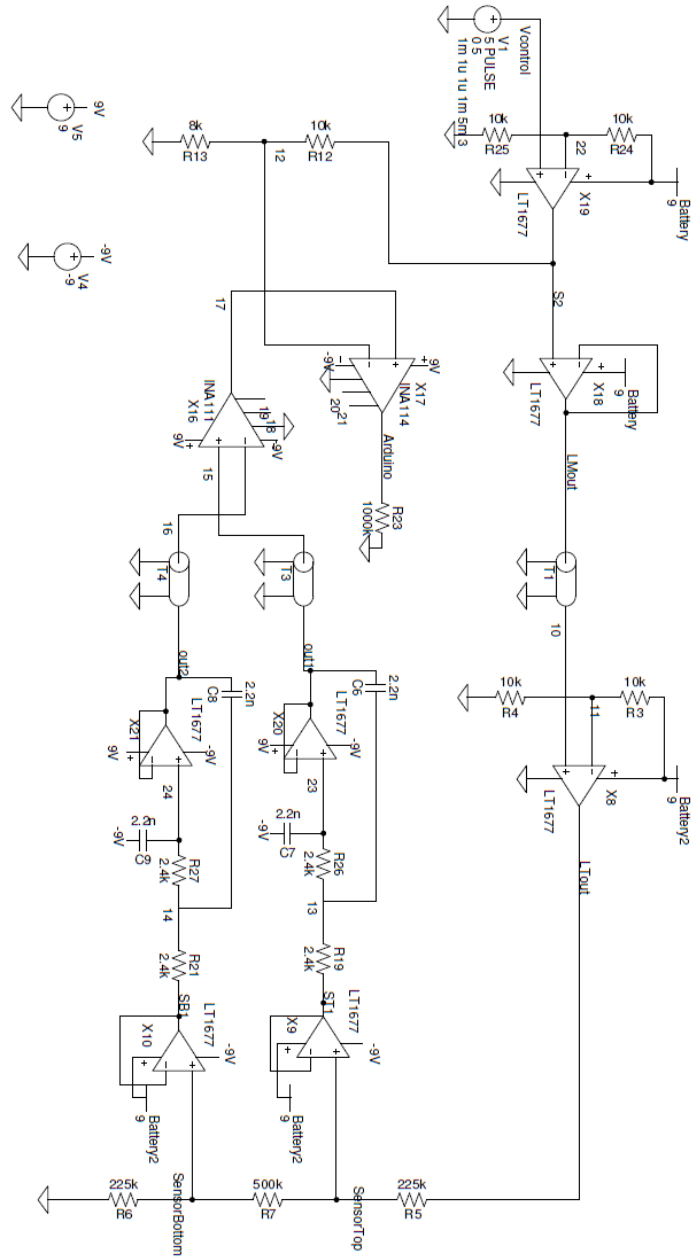 Vcontrol
V1
5 PULSE
0 5
1m 1u 1u 1m 5m 3
10k
R25
10k
R24
22
X19
LT1677
9
Battery
9V
V5
9
8k
R13
12
10k
R12
-9V
V4
-9
S2
X18
LT1677
9
Battery
17
INA111
X16
19
18
9V
-9V
15
16
-9V
9V
X17
INA114
20
21
Arduino
R23
1000k
LMout
T1
10
T3
T4
10k
R4
11
10k
R3
X8
LT1677
9
Battery2
LTout
out1
C6
2.2n
LT1677
X20
9V
-9V
23
2.2n
-9V
C7
R26
2.4k
13
R19
2.4k
ST1
LT1677
X9
-9V
9
Battery2
out2
C8
2.2n
LT1677
X21
9V
-9V
24
2.2n
-9V
C9
R27
2.4k
14
R21
2.4k
SB1
LT1677
X10
-9V
9
Battery2
225k
R6
SensorBottom
500k
R7
SensorTop
225k
R5